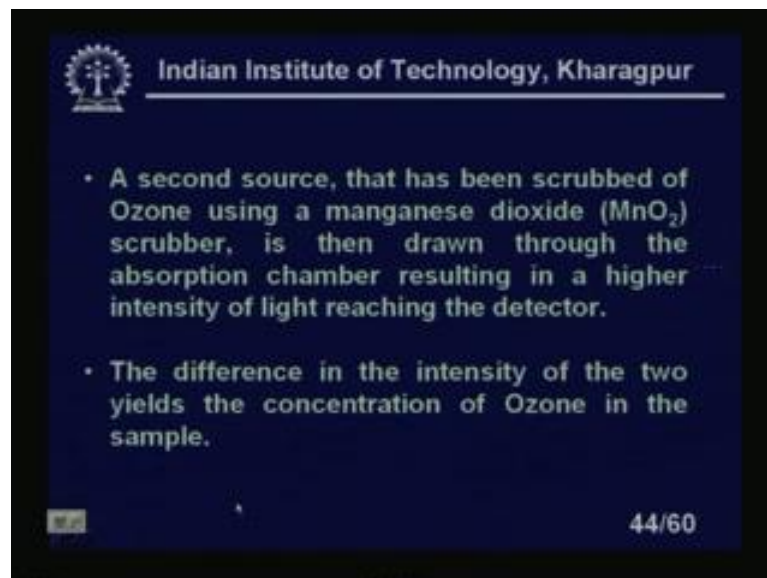 Indian Institute of Technology, Kharagpur
• A second source, that has been scrubbed of
Ozone using a manganese dioxide (MnO₂)
scrubber, is then drawn through the
absorption chamber resulting in a higher
intensity of light reaching the detector.
• The difference in the intensity of the two
yields the concentration of Ozone in the
sample.
44/60